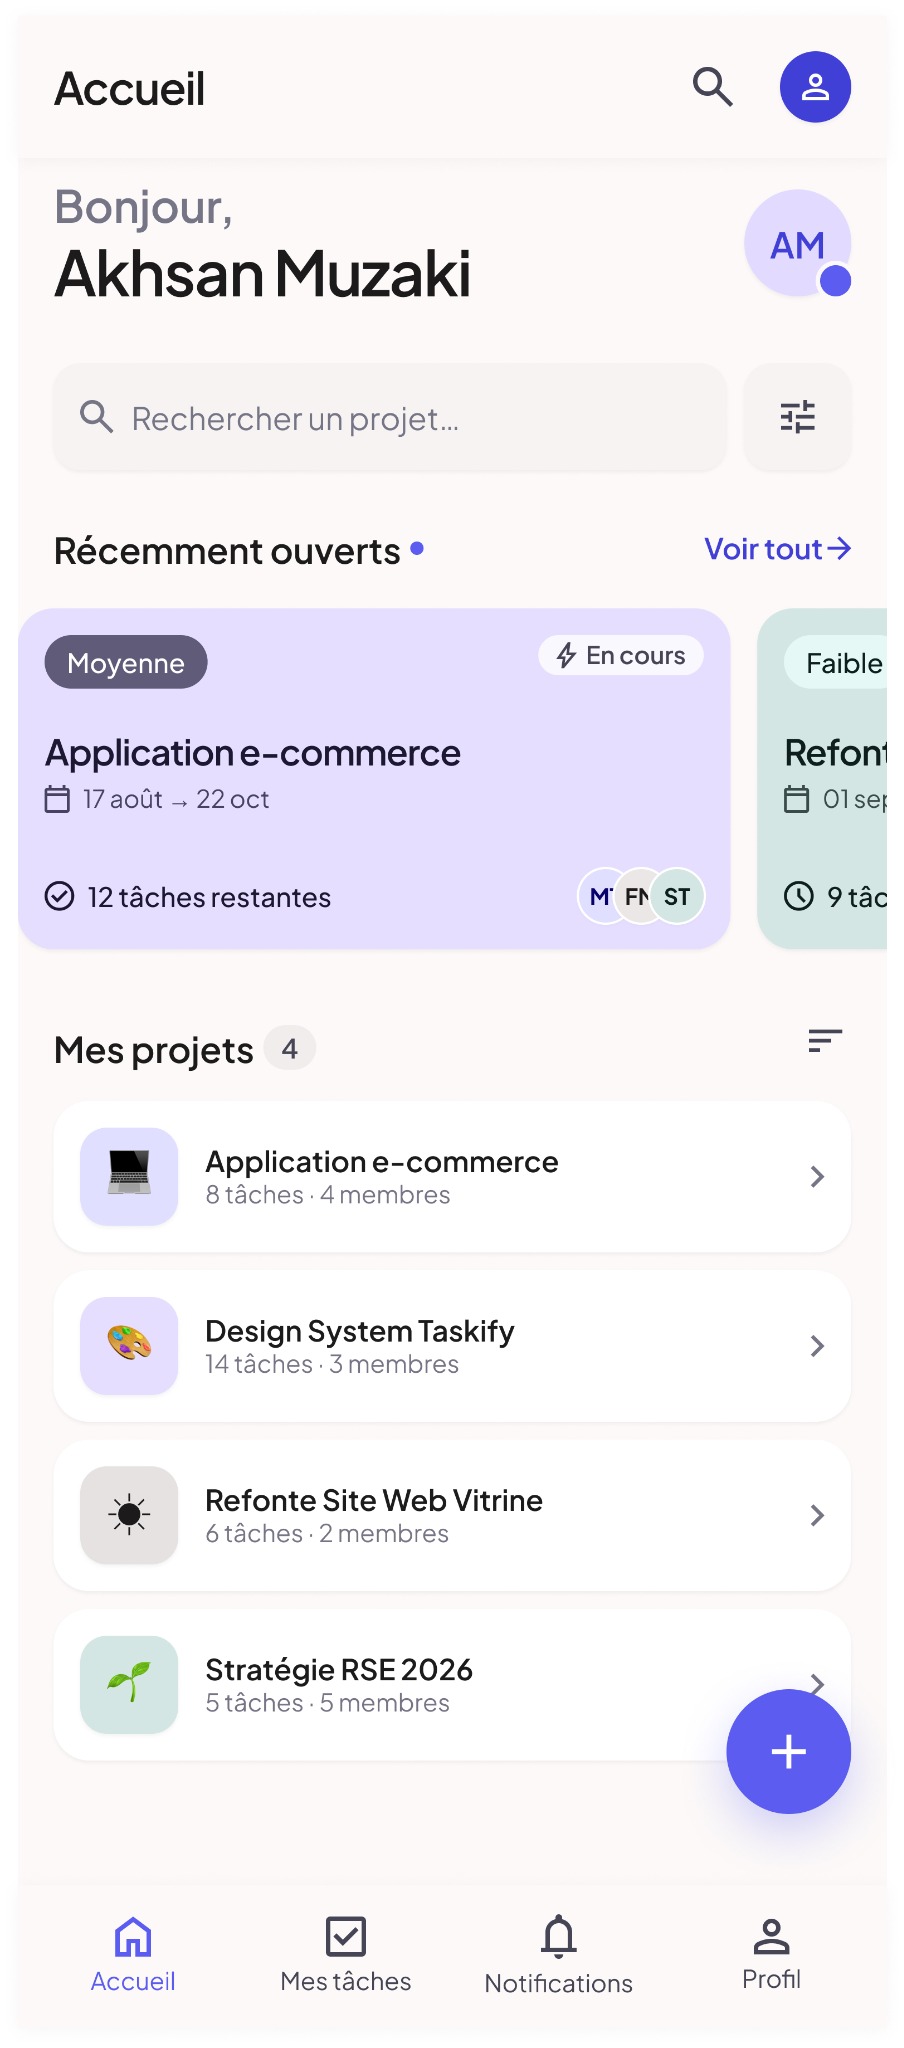 Accueil
Bonjour,
Akhsan Muzaki
AM
Rechercher un projet...
Récemment ouverts
Voir tout
Moyenne
En cours
Application e-commerce
17 août → 22 oct
12 tâches restantes
FN ST
Faible
01
9
Mes projets 4
Application e-commerce
8 tâches · 4 membres
Design System Taskify
14 tâches · 3 membres
Refonte Site Web Vitrine
6 tâches · 2 membres
Stratégie RSE 2026
5 tâches · 5 membres
Accueil
Mes tâches
Notifications
Profil